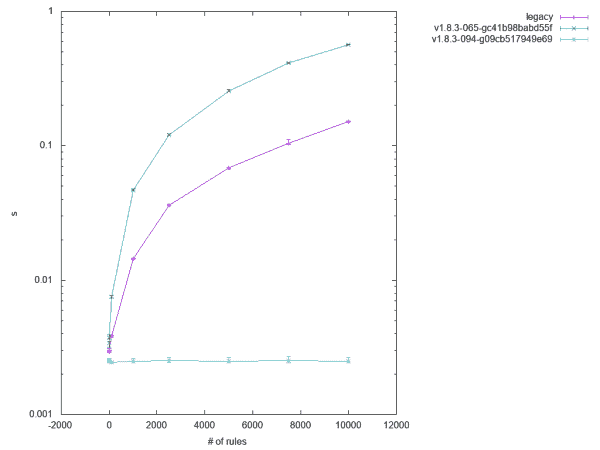 legacy
v1.8.3-065-gc41b98babd55f
v1.8.3-094-g09cb517949e69
1
0.1
s
0.01
0.001
-2000 0 2000 4000 6000 8000 10000 12000
# of rules